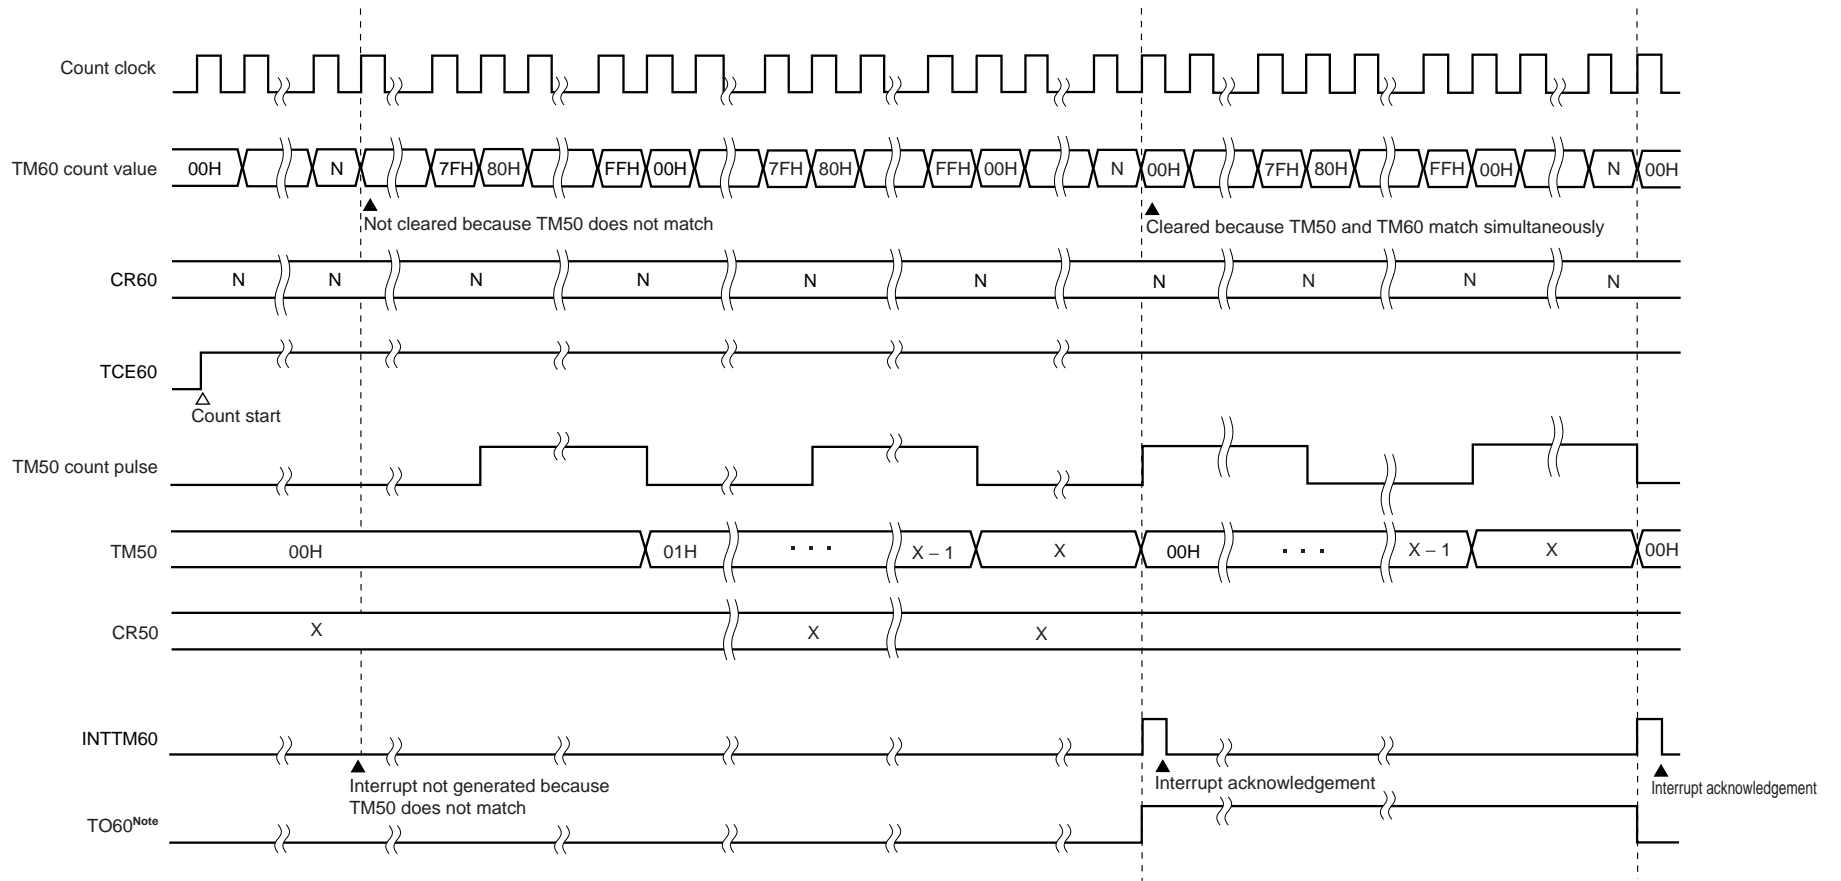 Count clock
TM60 count value 00H N 7FH 80H FFH 00H 7FH 80H FFH 00H N 00H 7FH 80H FFH 00H N 00H
Not cleared because TM50 does not match
Cleared because TM50 and TM60 match simultaneously
CR60 N N N N N N N N N N
TCE60
Count start
TM50 count pulse
TM50 00H 01H · · · X – 1 X 00H · · · X – 1 X 00H
CR50 X X X
INTTM60
Interrupt not generated because
TM50 does not match
Interrupt acknowledgement
Interrupt acknowledgement
TO60Note